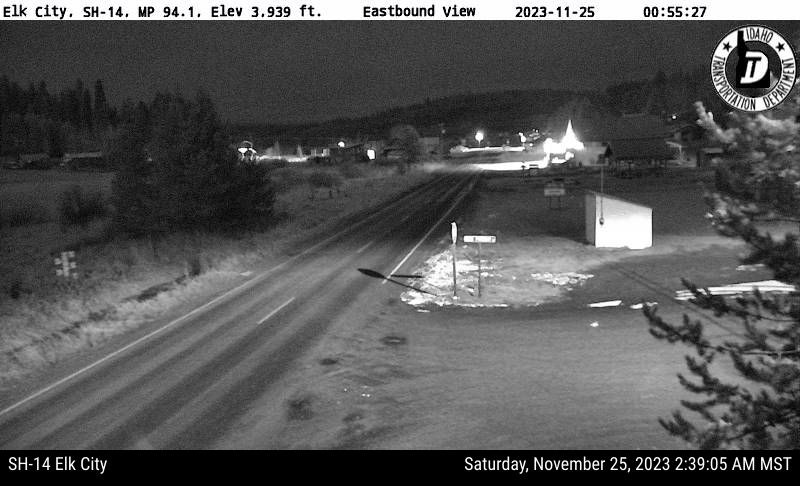 Elk City, SH-14, MP 94.1, Elev 3,939 ft. Eastbound View 2023-11-25 00:55:27
IDAHO
TRANSPORTATION DEPARTMENT
SH-14 Elk City Saturday, November 25, 2023 2:39:05 AM MST